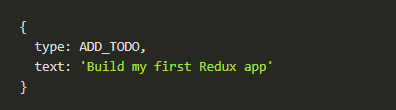 {
  type: ADD_TODO,
  text: 'Build my first Redux app'
}